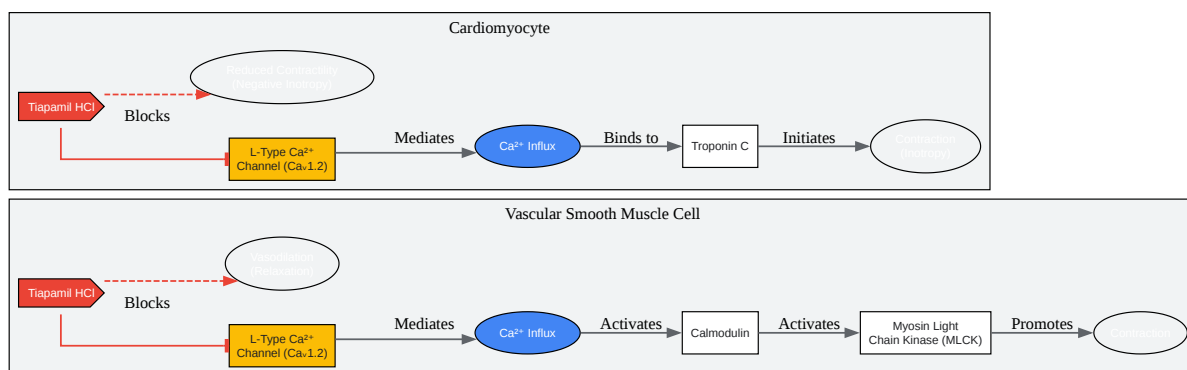 Cardiomyocyte
Reduced Contractility
(Negative Inotropy)
Tiapamil HCl
Blocks
L-Type Ca²⁺
Channel (Caᵥ1.2)
Mediates
Ca²⁺ Influx
Binds to
Troponin C
Initiates
Contraction
(Inotropy)
Vascular Smooth Muscle Cell
Vasodilation
(Relaxation)
Tiapamil HCl
Blocks
L-Type Ca²⁺
Channel (Caᵥ1.2)
Mediates
Ca²⁺ Influx
Activates
Calmodulin
Activates
Myosin Light
Chain Kinase (MLCK)
Promotes
Contraction